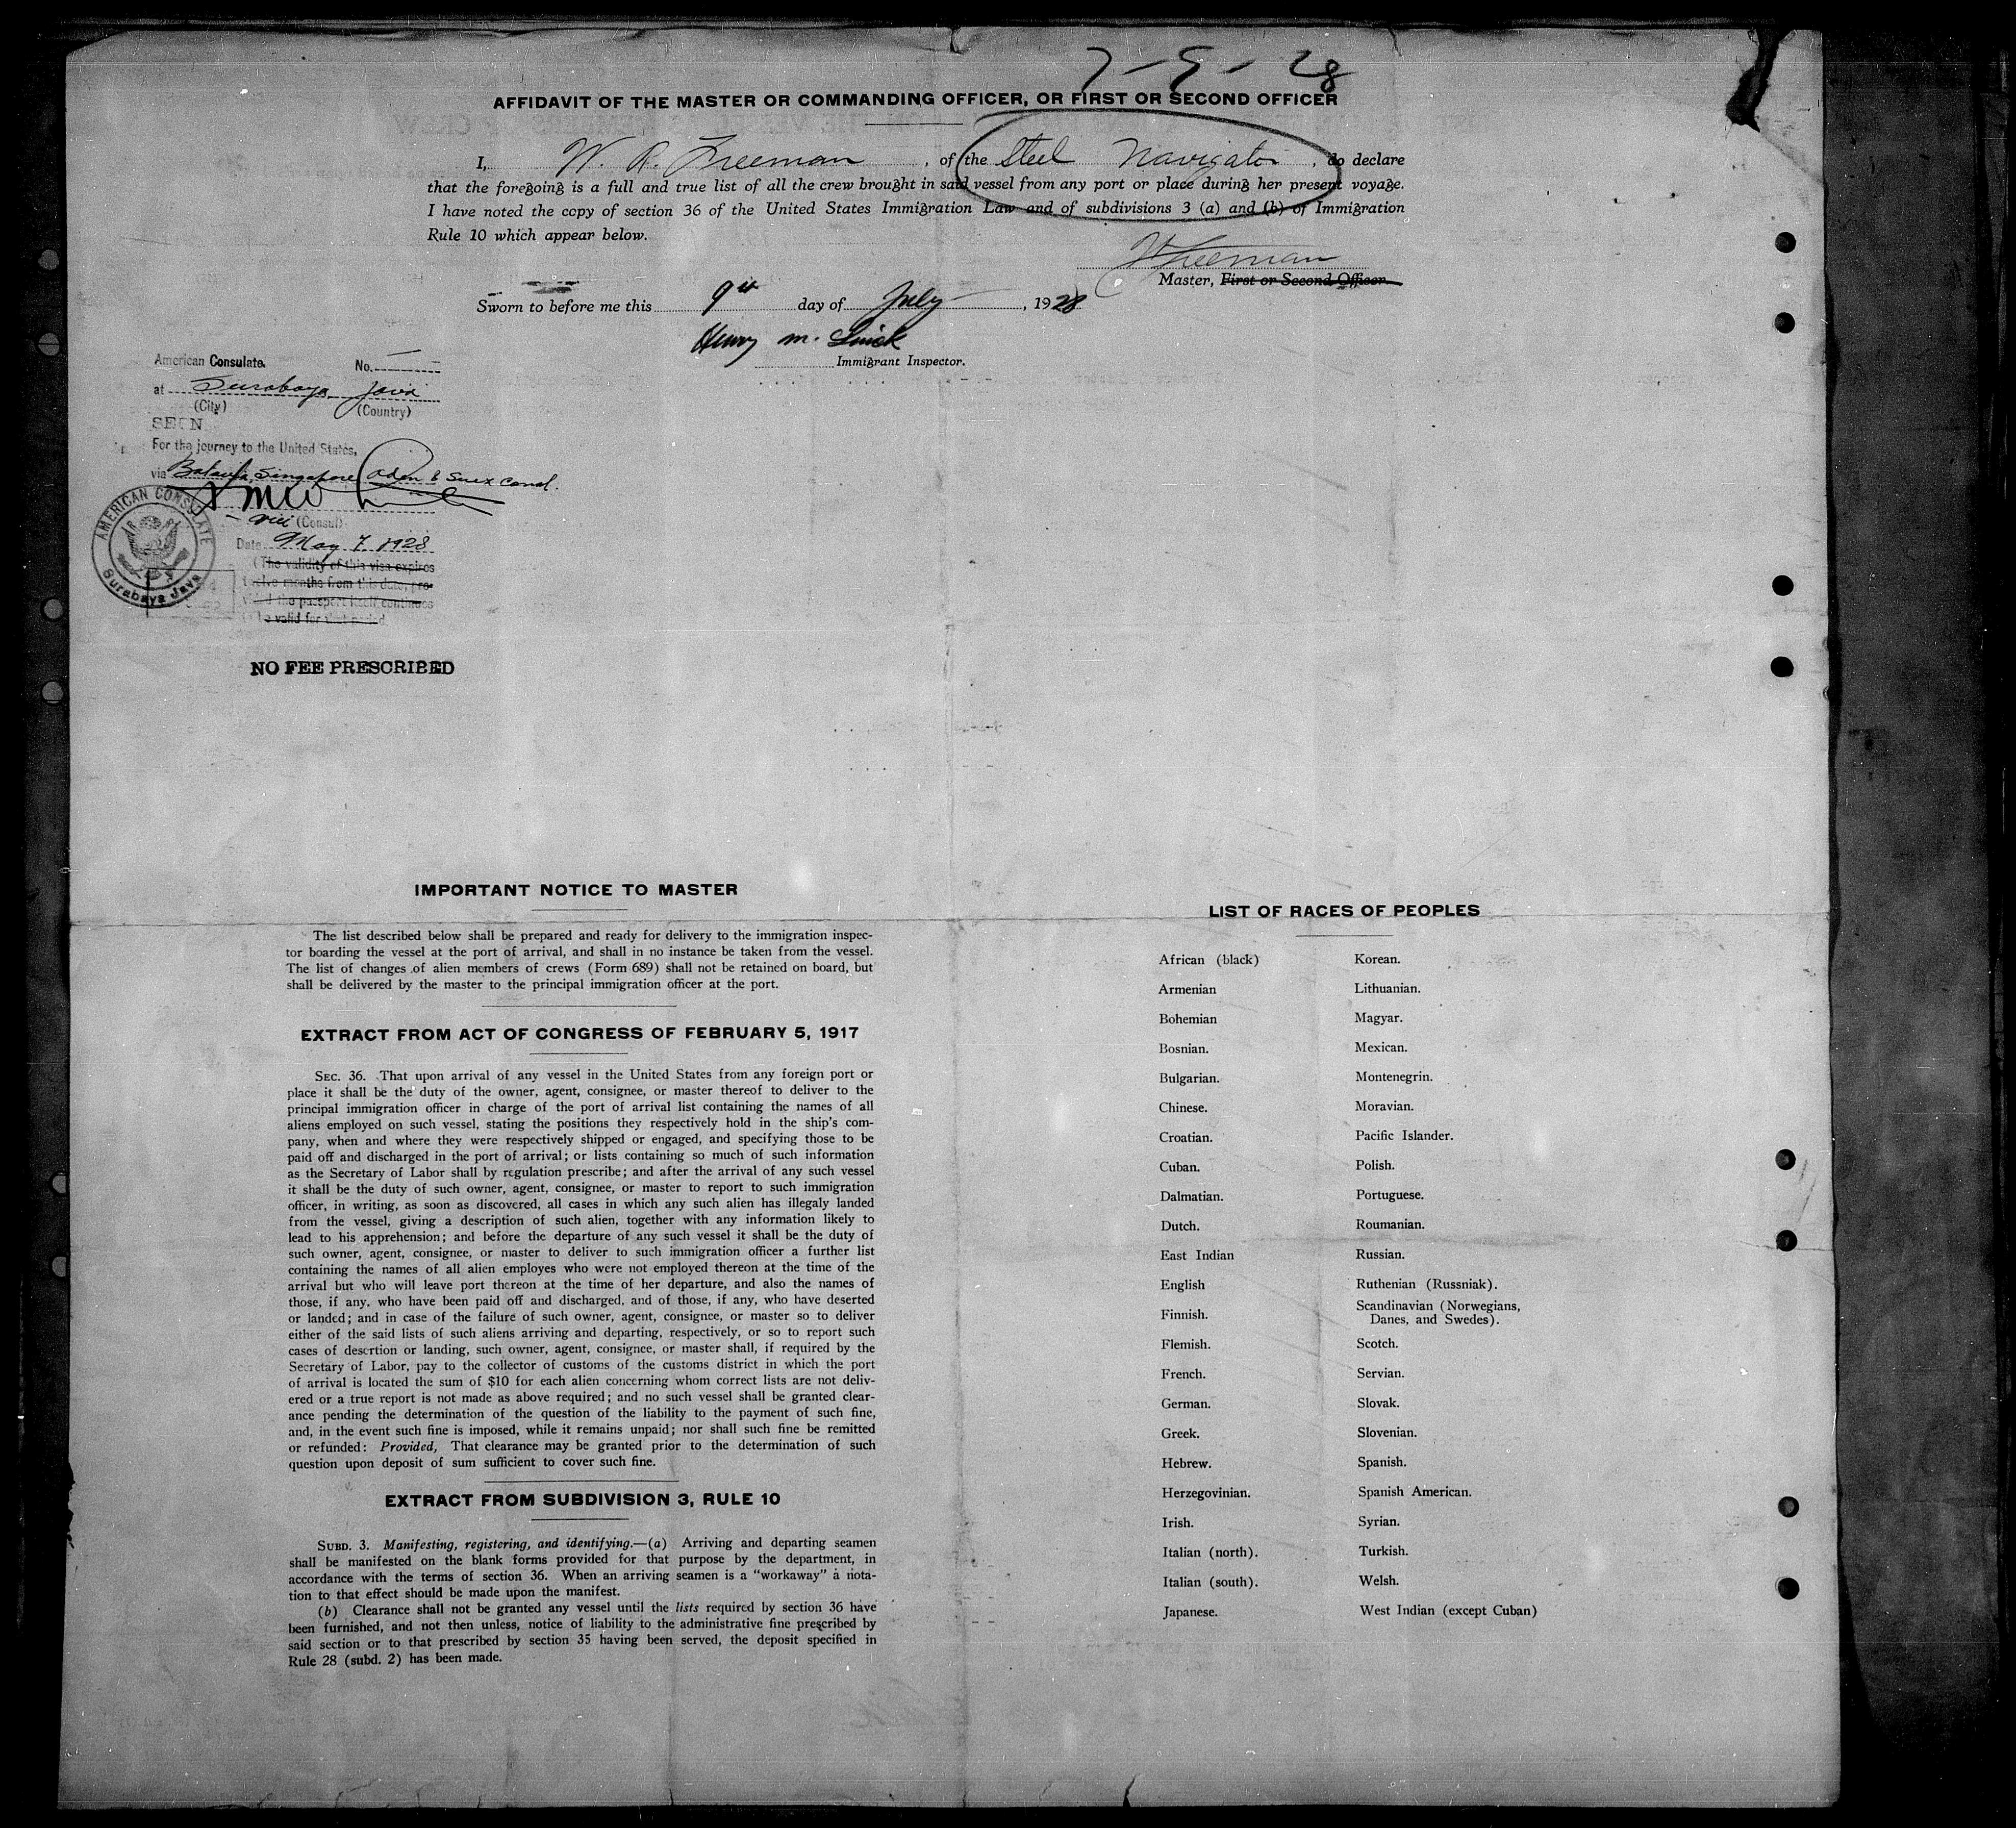 7-9-28
AFFIDAVIT OF THE MASTER OR COMMANDING OFFICER, OR FIRST OR SECOND OFFICER
I, W. R. Freeman, of the Steel Navigator, do declare
that the foregoing is a full and true list of all the crew brought in said vessel from any port or place during her present voyage.
I have noted the copy of section 36 of the United States Immigration Law and of subdivisions 3 (a) and (b) of Immigration
Rule 10 which appear below.
WFreeman
Master, First or Second Officer
Sworn to before me this 9th day of July, 1928
Henry M.
Immigrant Inspector.
American Consulate. No.
at Surabaya Java
(City) (Country)
SEEN
For the journey to the United States,
via Batavia, Singapore, Aden & Suez Canal.
Vice (Consul)
Date May 7. 1928
(The validity of this visa expires
twelve months from this date, pro-
vided the passport itself continues
to be valid for that period
AMERICAN CONSULATE
Surabaya Java
NO FEE PRESCRIBED
IMPORTANT NOTICE TO MASTER
The list described below shall be prepared and ready for delivery to the immigration inspec-
tor boarding the vessel at the port of arrival, and shall in no instance be taken from the vessel.
The list of changes of alien members of crews (Form 689) shall not be retained on board, but
shall be delivered by the master to the principal immigration officer at the port.
EXTRACT FROM ACT OF CONGRESS OF FEBRUARY 5, 1917
SEC. 36. That upon arrival of any vessel in the United States from any foreign port or
place it shall be the duty of the owner, agent, consignee, or master thereof to deliver to the
principal immigration officer in charge of the port of arrival list containing the names of all
aliens employed on such vessel, stating the positions they respectively hold in the ship's com-
pany, when and where they were respectively shipped or engaged, and specifying those to be
paid off and discharged in the port of arrival; or lists containing so much of such information
as the Secretary of Labor shall by regulation prescribe; and after the arrival of any such vessel
it shall be the duty of such owner, agent, consignee, or master to report to such immigration
officer, in writing, as soon as discovered, all cases in which any such alien has illegaly landed
from the vessel, giving a description of such alien, together with any information likely to
lead to his apprehension; and before the departure of any such vessel it shall be the duty of
such owner, agent, consignee, or master to deliver to such immigration officer a further list
containing the names of all alien employes who were not employed thereon at the time of the
arrival but who will leave port thereon at the time of her departure, and also the names of
those, if any, who have been paid off and discharged, and of those, if any, who have deserted
or landed; and in case of the failure of such owner, agent, consignee, or master so to deliver
either of the said lists of such aliens arriving and departing, respectively, or so to report such
cases of desertion or landing, such owner, agent, consignee, or master shall, if required by the
Secretary of Labor, pay to the collector of customs of the customs district in which the port
of arrival is located the sum of $10 for each alien concerning whom correct lists are not deliv-
ered or a true report is not made as above required; and no such vessel shall be granted clear-
ance pending the determination of the question of the liability to the payment of such fine,
and, in the event such fine is imposed, while it remains unpaid; nor shall such fine be remitted
or refunded: Provided, That clearance may be granted prior to the determination of such
question upon deposit of sum sufficient to cover such fine.
EXTRACT FROM SUBDIVISION 3, RULE 10
SUBD. 3. Manifesting, registering, and identifying.—(a) Arriving and departing seamen
shall be manifested on the blank forms provided for that purpose by the department, in
accordance with the terms of section 36. When an arriving seamen is a "workaway" a nota-
tion to that effect should be made upon the manifest.
(b) Clearance shall not be granted any vessel until the lists required by section 36 have
been furnished, and not then unless, notice of liability to the administrative fine prescribed by
said section or to that prescribed by section 35 having been served, the deposit specified in
Rule 28 (subd. 2) has been made.
LIST OF RACES OF PEOPLES
African (black) Korean.
Armenian Lithuanian.
Bohemian Magyar.
Bosnian. Mexican.
Bulgarian. Montenegrin.
Chinese. Moravian.
Croatian. Pacific Islander.
Cuban. Polish.
Dalmatian. Portuguese.
Dutch. Roumanian.
East Indian Russian.
English Ruthenian (Russniak).
Finnish. Scandinavian (Norwegians,
Danes, and Swedes).
Flemish. Scotch.
French. Servian.
German. Slovak.
Greek. Slovenian.
Hebrew. Spanish.
Herzegovinian. Spanish American.
Irish. Syrian.
Italian (north). Turkish.
Italian (south). Welsh.
Japanese. West Indian (except Cuban)